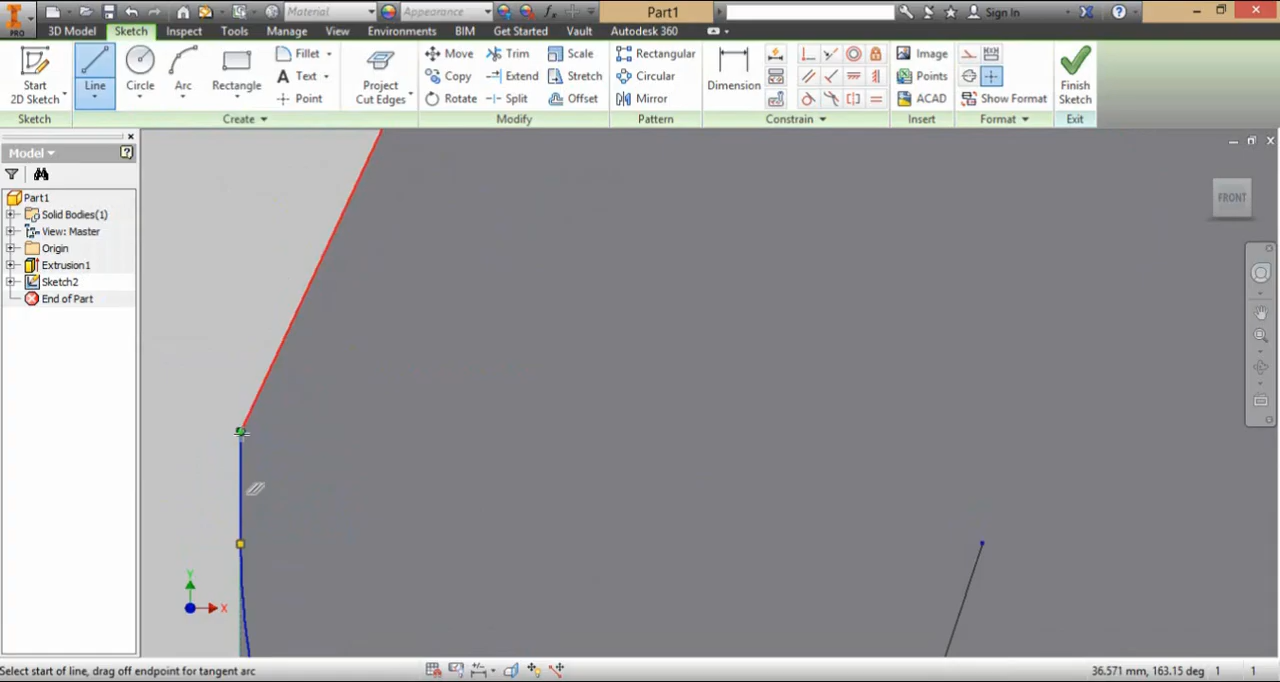 Material
Appearance
Part1
Sign In
PRO
3D Model Sketch Inspect Tools Manage View Environments BIM Get Started Vault Autodesk 360
Start
2D Sketch
Line
Circle
Arc
Rectangle
Fillet
Text
Point
Project
Cut Edges
Move
Copy
Rotate
Trim
Extend
Split
Scale
Stretch
Offset
Rectangular
Circular
Mirror
Dimension
Image
Points
ACAD
Show Format
Finish
Sketch
Sketch Create Modify Pattern Constrain Insert Format Exit
Model
Part1
Solid Bodies(1)
View: Master
Origin
Extrusion1
Sketch2
End of Part
FRONT
Y
X
Select start of line, drag off endpoint for tangent arc
36.571 mm, 163.15 deg 1 1